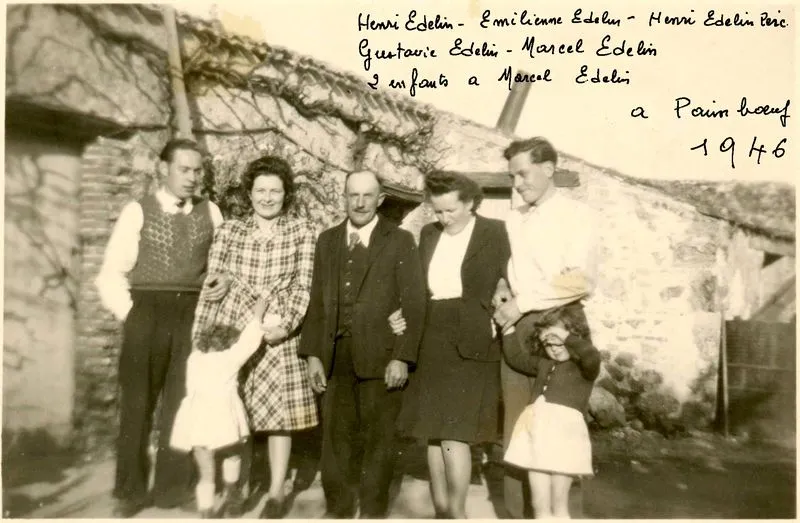 Henri Edelin - Emilienne Edelin - Henri Edelin Père
Gustavie Edelin - Marcel Edelin
2 enfants a Marcel Edelin
a Paimboeuf
1946